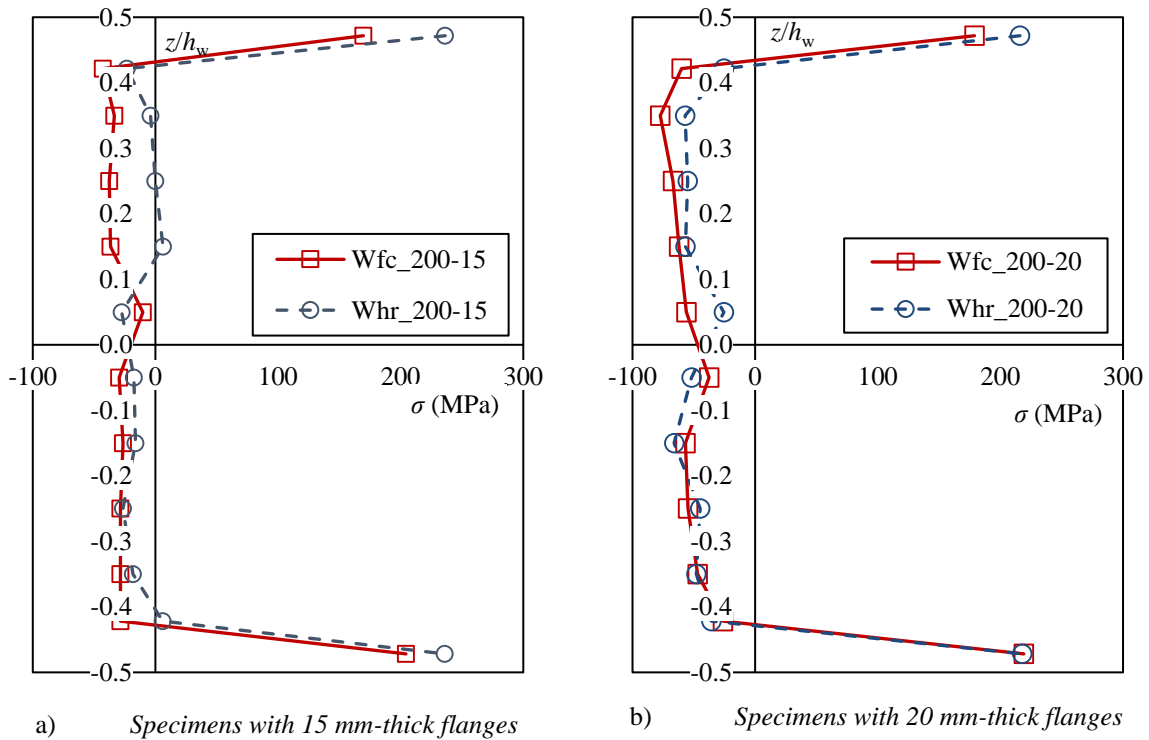 0.5
z/hw
0.4
0.3
0.2
0.1
0.0
-0.1
-0.2
-0.3
-0.4
-0.5
-100 0 100 200 300
σ (MPa)
Wfc_200-15
Whr_200-15
a) Specimens with 15 mm-thick flanges
0.5
z/hw
0.4
0.3
0.2
0.1
0.0
-0.1
-0.2
-0.3
-0.4
-0.5
-100 0 100 200 300
σ (MPa)
Wfc_200-20
Whr_200-20
b) Specimens with 20 mm-thick flanges